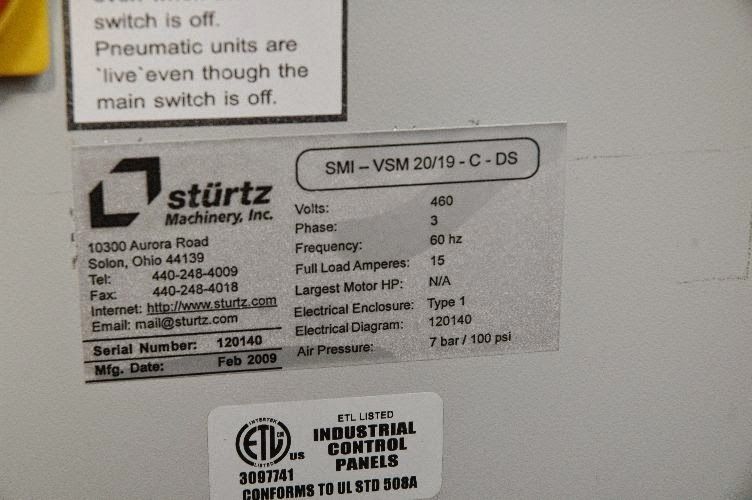 switch is off.
Pneumatic units are
`live`even though the
main switch is off.
stürtz
Machinery, Inc.
10300 Aurora Road
Solon, Ohio 44139
Tel: 440-248-4009
Fax: 440-248-4018
Internet: http://www.sturtz.com
Email: mail@sturtz.com
Serial Number: 120140
Mfg. Date: Feb 2009
SMI – VSM 20/19 - C - DS
Volts: 460
Phase: 3
Frequency: 60 hz
Full Load Amperes: 15
Largest Motor HP: N/A
Electrical Enclosure: Type 1
Electrical Diagram: 120140
Air Pressure: 7 bar / 100 psi
INTERTEK
ETL CM
LISTED
US
3097741
ETL LISTED
INDUSTRIAL
CONTROL
PANELS
CONFORMS TO UL STD 508A